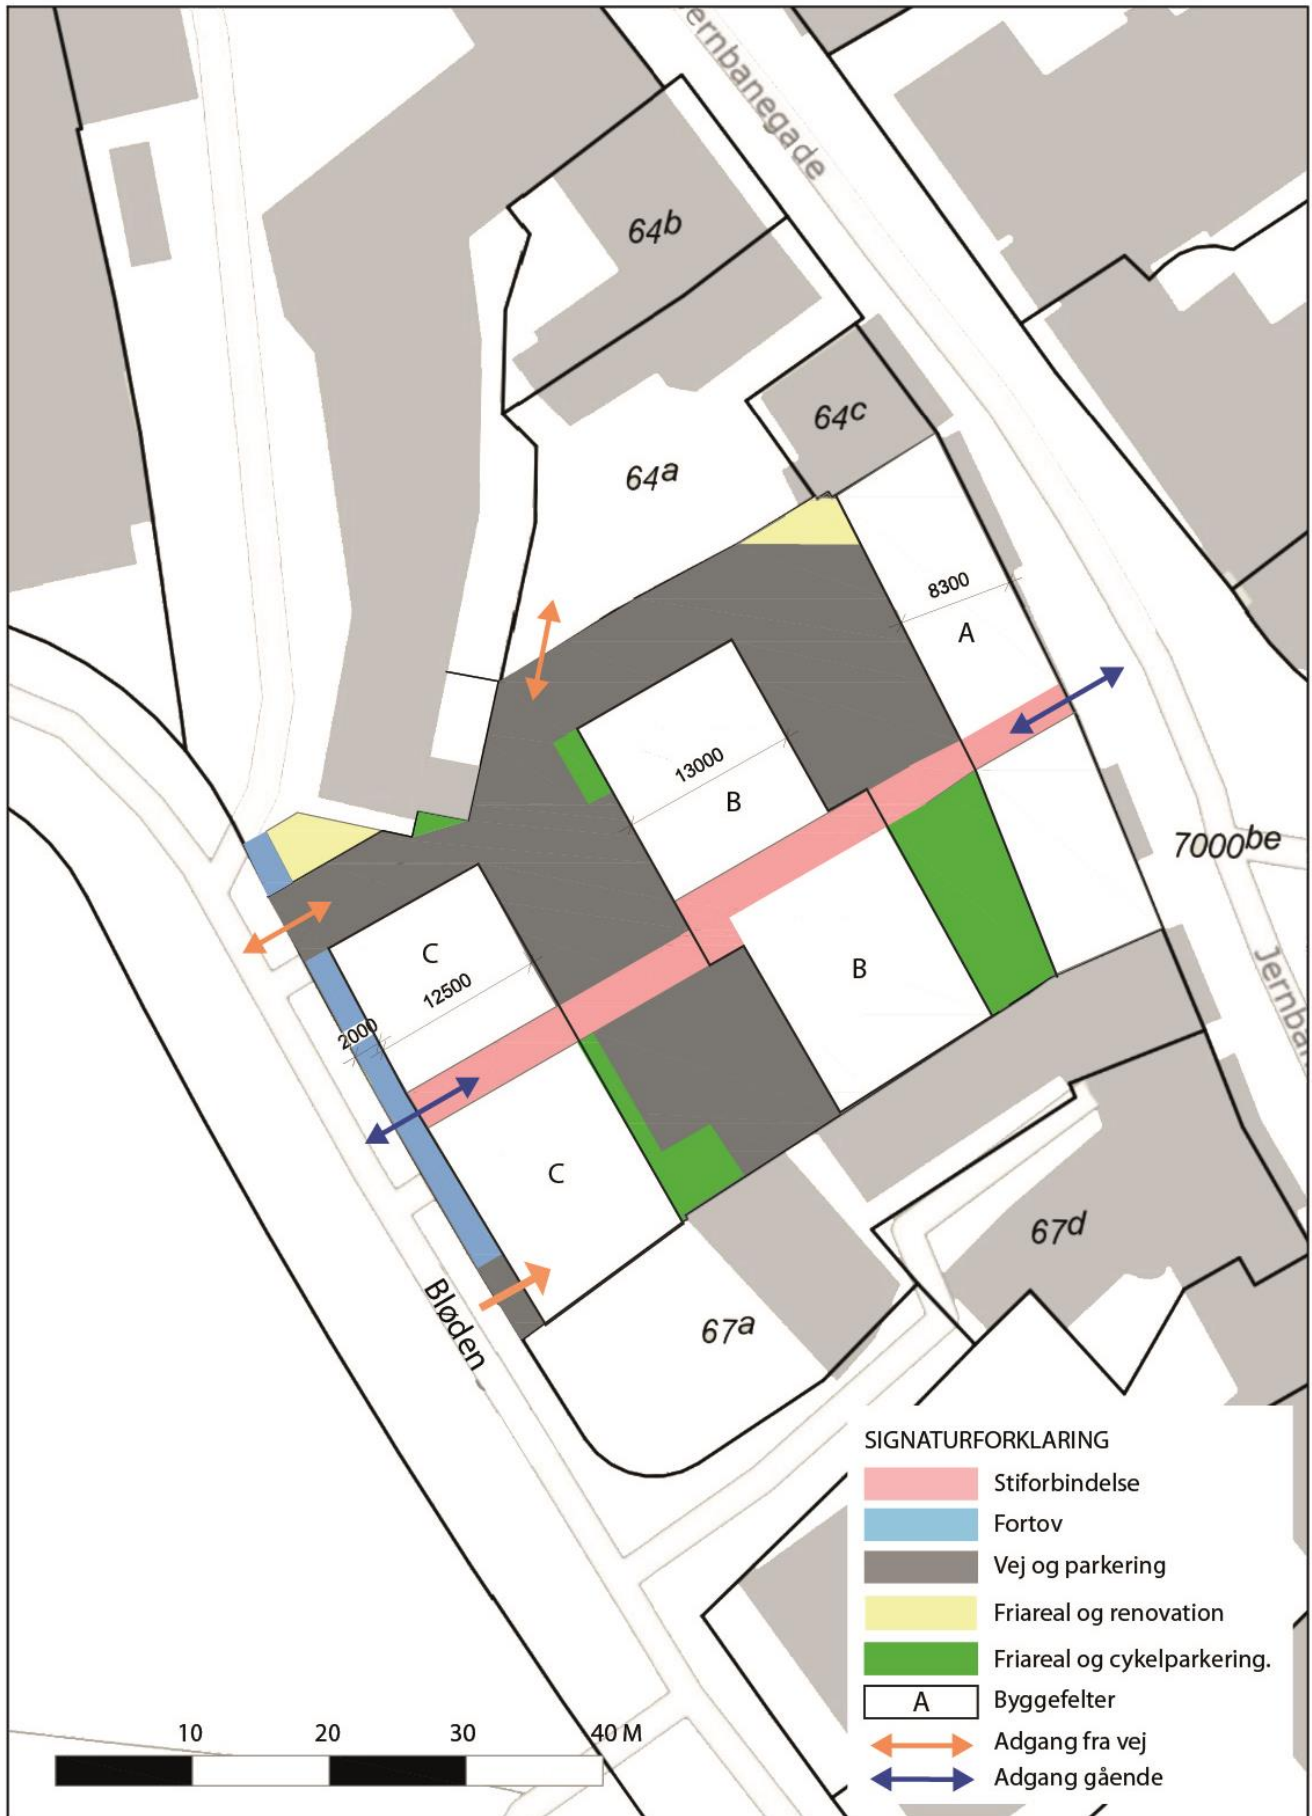 ernbanegade
64b
64c
64a
8300
A
13000
B
7000be
C
12500
B
2000
Jernban
C
67d
Bløden
67a
SIGNATURFORKLARING
Stiforbindelse
Fortov
Vej og parkering
Friareal og renovation
Friareal og cykelparkering.
A Byggefelter
Adgang fra vej
Adgang gående
10 20 30 40 M